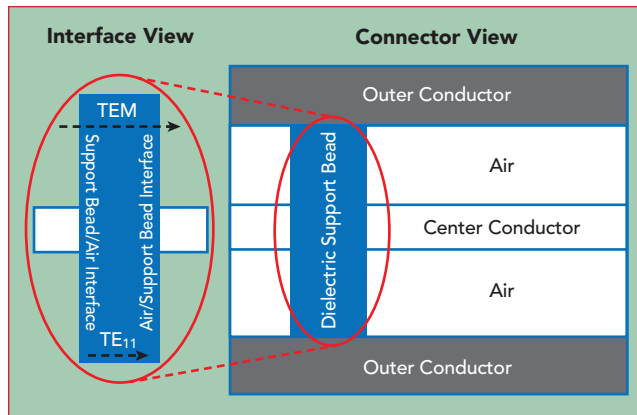 Interface View
Connector View
TEM
Support Bead/Air Interface
Air/Support Bead Interface
TE₁₁
Outer Conductor
Dielectric Support Bead
Air
Center Conductor
Air
Outer Conductor